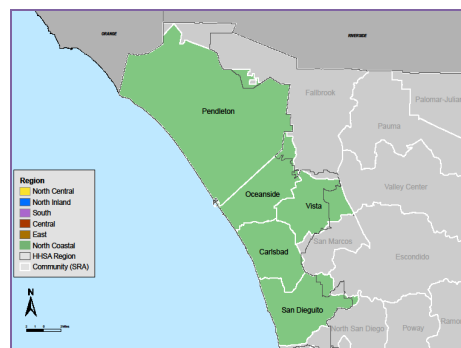 ORANGE
RIVERSIDE
Fallbrook
Palomar-Julian
Pendleton
Pauma
Oceanside
Vista
Valley Center
San Marcos
Carlsbad
Escondido
San Dieguito
North San Diego
Poway
Ramo
Region
North Central
North Inland
South
Central
East
North Coastal
HHSA Region
Community (SRA)
N